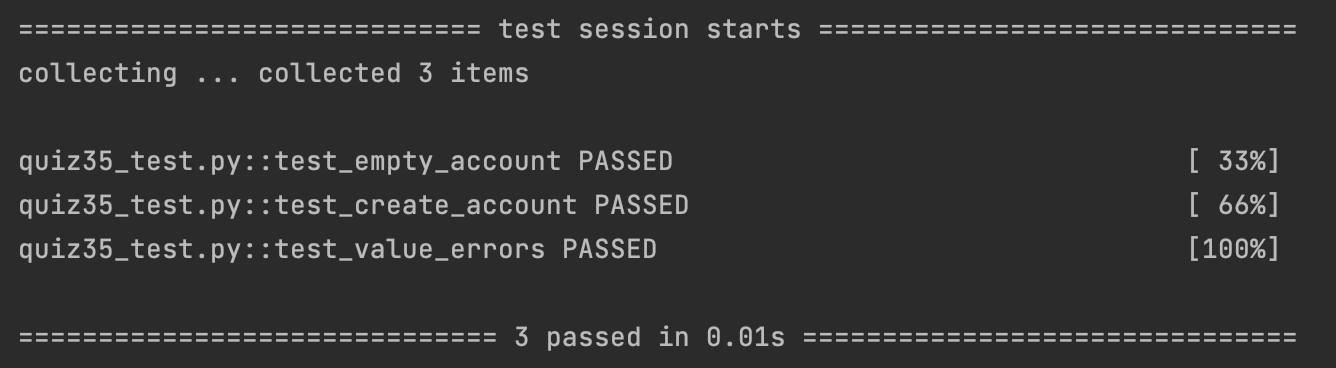 ============================= test session starts ==============================
collecting ... collected 3 items
quiz35_test.py::test_empty_account PASSED [ 33%]
quiz35_test.py::test_create_account PASSED [ 66%]
quiz35_test.py::test_value_errors PASSED [100%]
============================== 3 passed in 0.01s ===============================